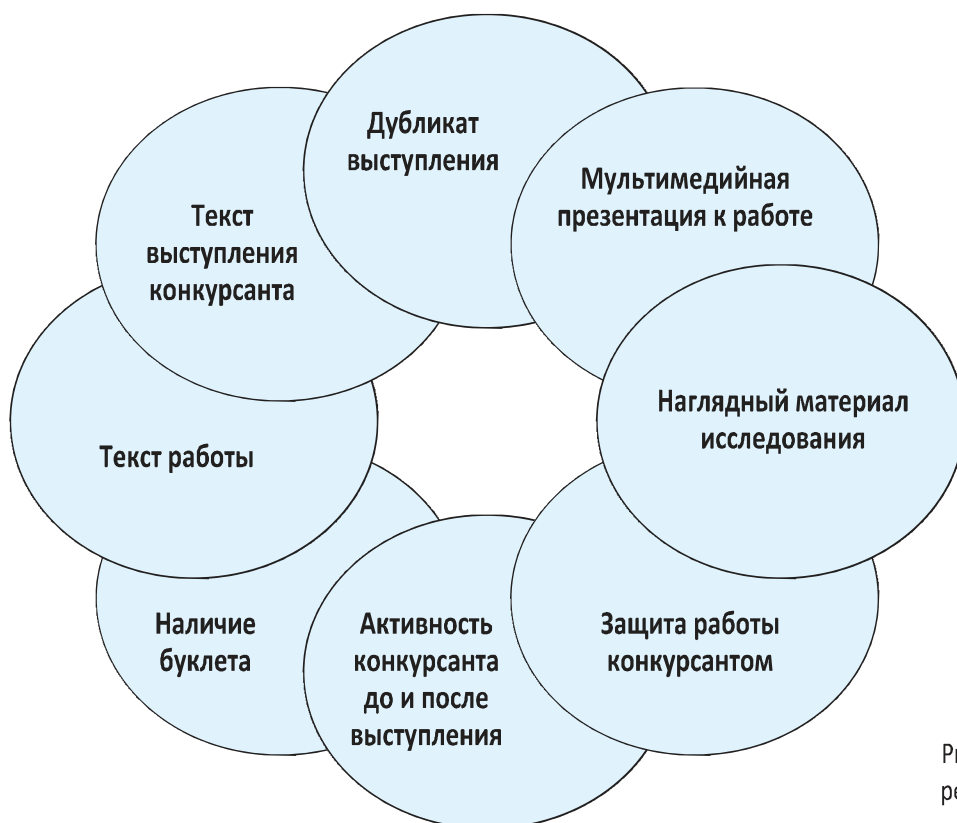 Дубликат
выступления
Мультимедийная
презентация к работе
Текст
выступления
конкурсанта
Наглядный материал
исследования
Текст работы
Наличие
буклета
Активность
конкурсанта
до и после
выступления
Защита работы
конкурсантом